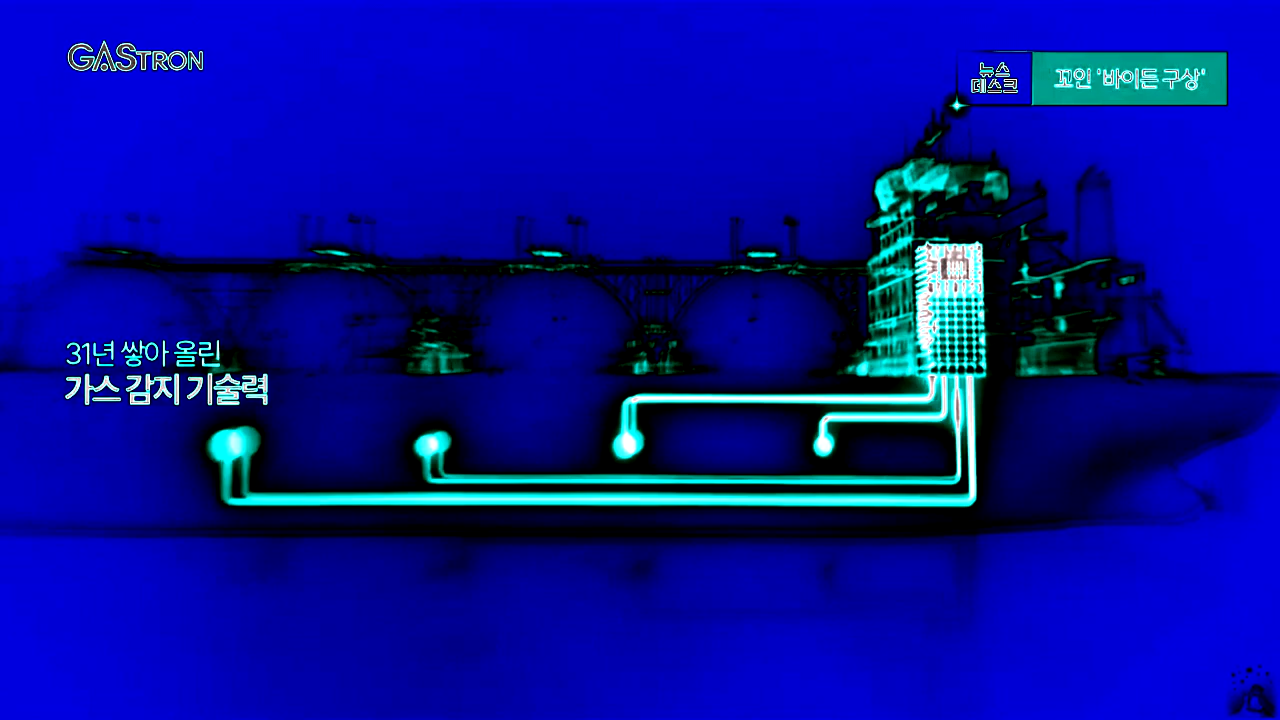 GASTRON
뉴스
데스크
꼬인 '바이든 구상'
31년 쌓아 올린
가스 감지 기술력